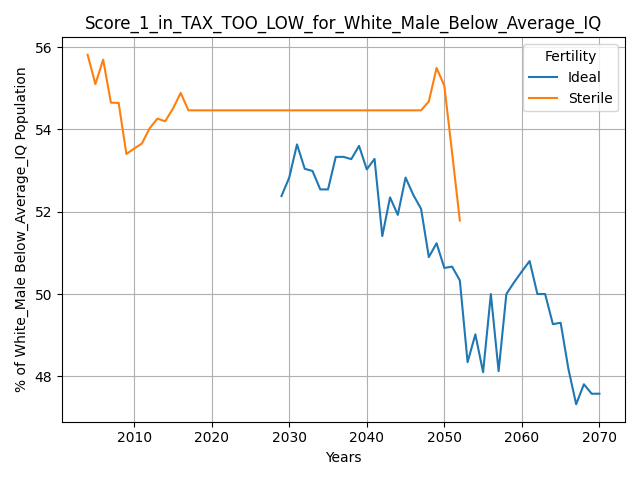 Score_1_in_TAX_TOO_LOW_for_White_Male_Below_Average_IQ
% of White_Male Below_Average_IQ Population
56
54
52
50
48
Fertility
Ideal
Sterile
2010 2020 2030 2040 2050 2060 2070
Years